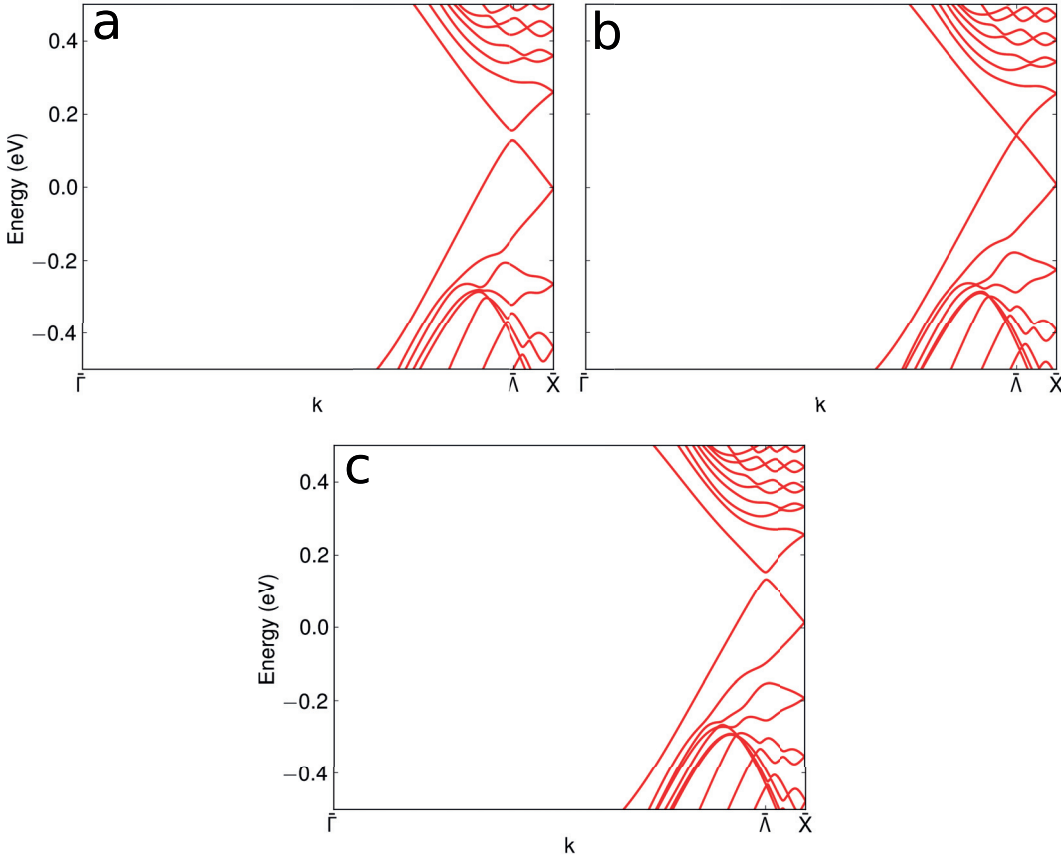 a
0.4
0.2
0.0
−0.2
−0.4
Energy (eV)
Γ̄
Λ̄
X̄
k
b
Γ̄
Λ̄
X̄
k
c
0.4
0.2
0.0
−0.2
−0.4
Energy (eV)
Γ̄
Λ̄
X̄
k